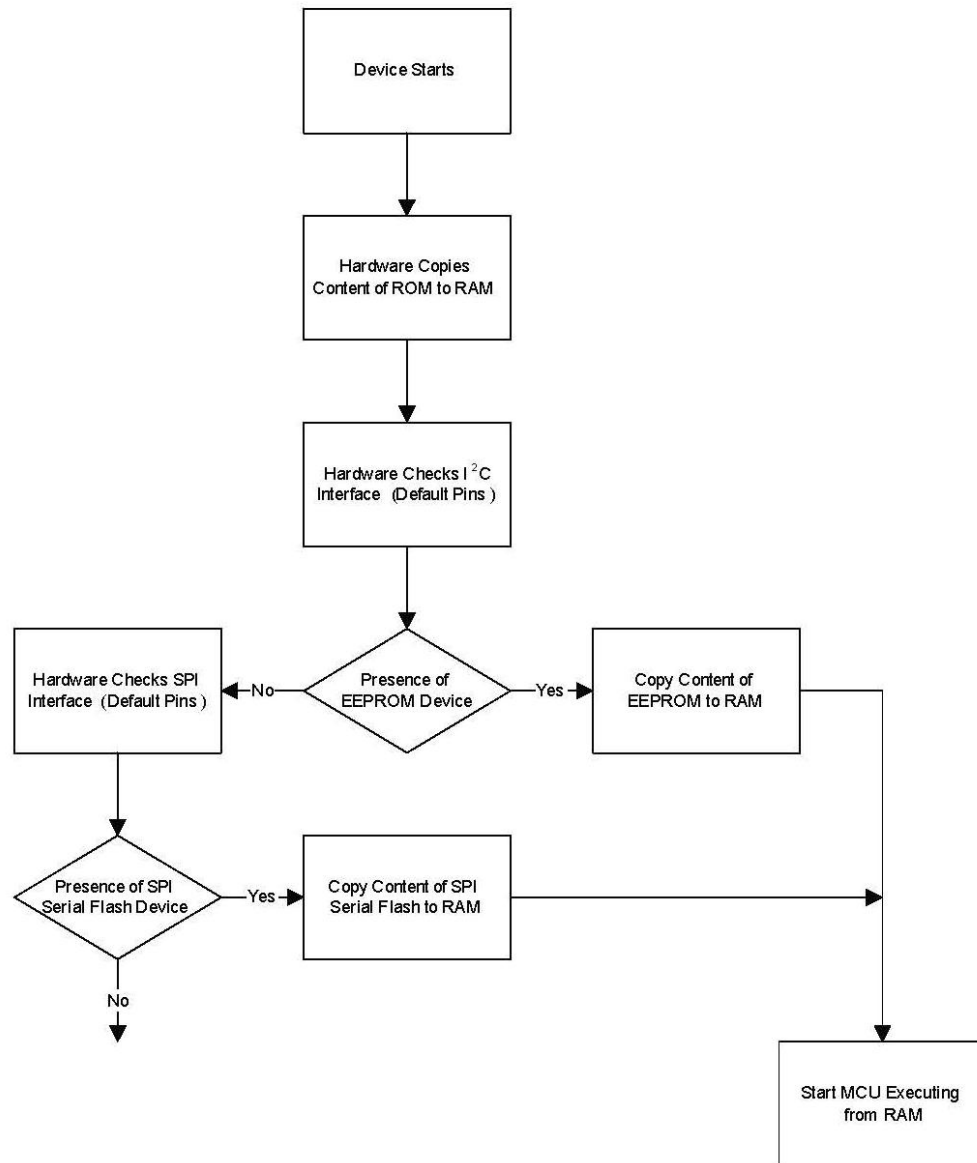 Device Starts
Hardware Copies
Content of ROM to RAM
Hardware Checks I²C
Interface (Default Pins)
Presence of
EEPROM Device
No
Yes
Hardware Checks SPI
Interface (Default Pins)
Copy Content of
EEPROM to RAM
Presence of SPI
Serial Flash Device
Yes
No
Copy Content of SPI
Serial Flash to RAM
Start MCU Executing
from RAM